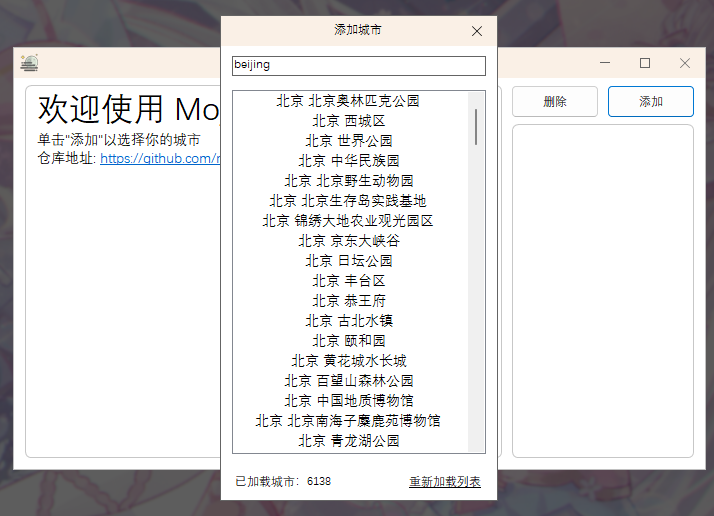 添加城市
beijing
北京 北京奥林匹克公园
北京 西城区
北京 世界公园
北京 中华民族园
北京 北京野生动物园
北京 北京生存岛实践基地
北京 锦绣大地农业观光园区
北京 京东大峡谷
北京 日坛公园
北京 丰台区
北京 恭王府
北京 古北水镇
北京 颐和园
北京 黄花城水长城
北京 百望山森林公园
北京 中国地质博物馆
北京 北京南海子麋鹿苑博物馆
北京 青龙湖公园
已加载城市：6138
重新加载列表
欢迎使用 Mo
单击"添加"以选择你的城市
仓库地址: https://github.com/
删除
添加